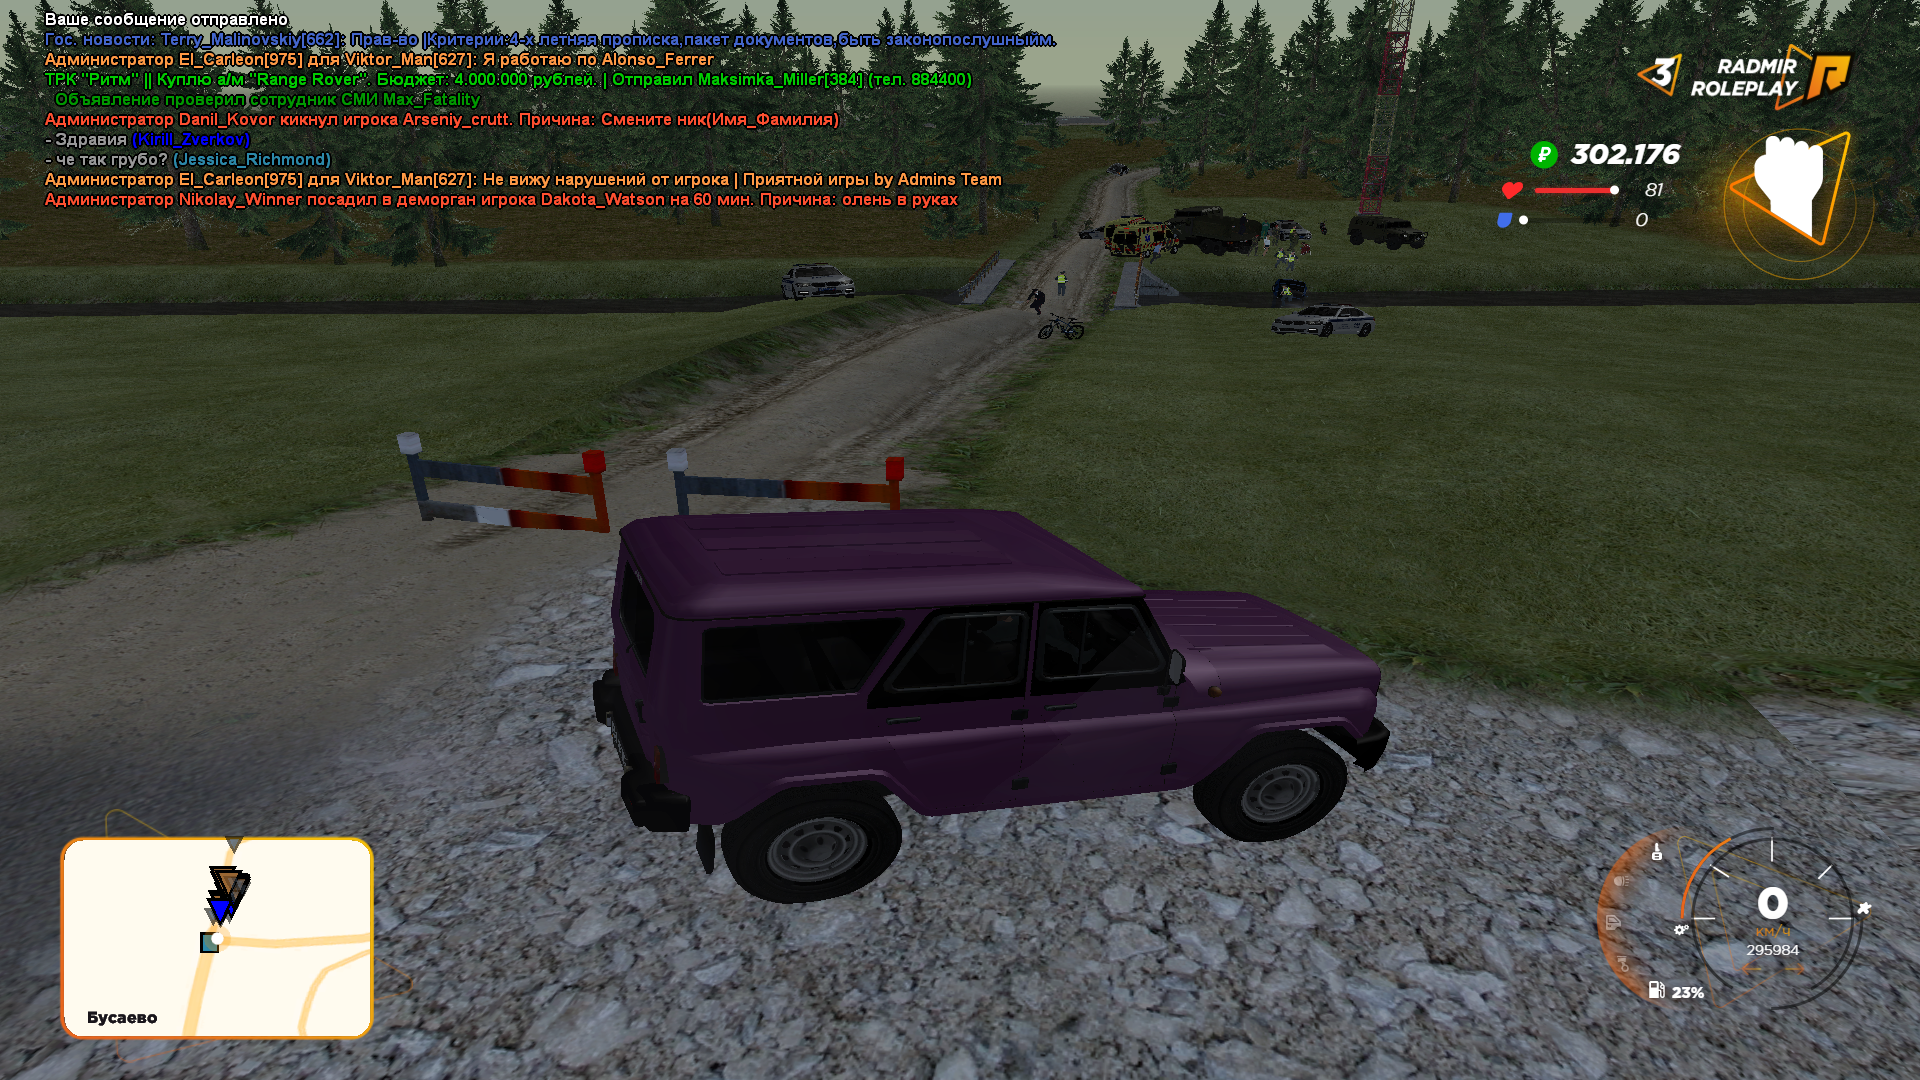 Ваше сообщение отправлено
Гос. новости: Terry_Malinovskiy[662]: Прав-во |Критерии:4-х летняя прописка,пакет документов,быть законопослушныйм.
Администратор El_Carleon[975] для Viktor_Man[627]: Я работаю по Alonso_Ferrer
ТРК "Ритм" || Куплю а/м "Range Rover". Бюджет: 4.000.000 рублей. | Отправил Maksimka_Miller[384] (тел. 884400)
Объявление проверил сотрудник СМИ Max_Fatality
Администратор Danil_Kovor кикнул игрока Arseniy_crutt. Причина: Смените ник(Имя_Фамилия)
- Здравия (Kirill_Zverkov)
- че так грубо? (Jessica_Richmond)
Администратор El_Carleon[975] для Viktor_Man[627]: Не вижу нарушений от игрока | Приятной игры by Admins Team
Администратор Nikolay_Winner посадил в деморган игрока Dakota_Watson на 60 мин. Причина: олень в руках
3 RADMIR
ROLEPLAY
₽ 302.176
81
0
0
КМ/Ч
295984
23%
Бусаево